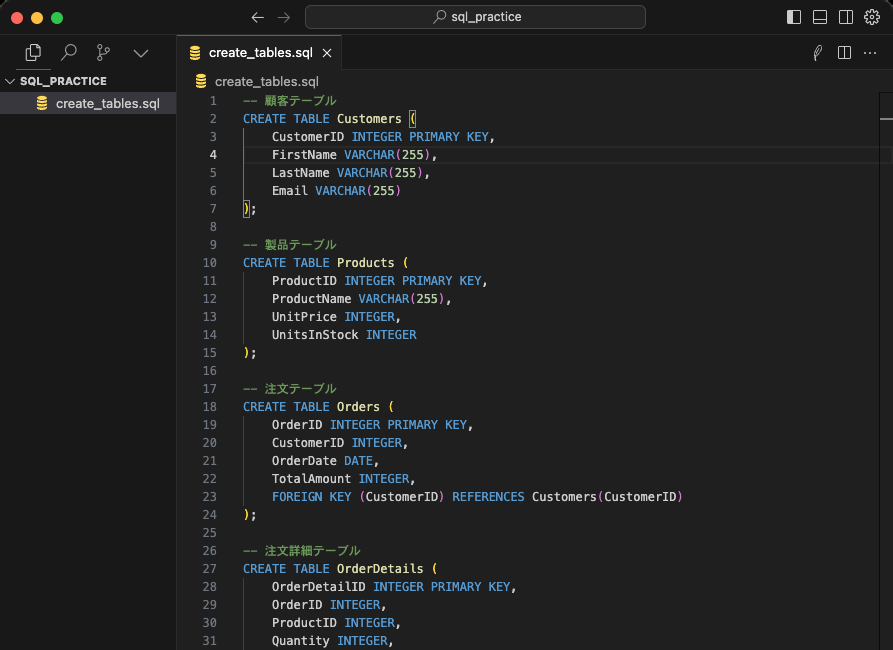 sql_practice
create_tables.sql
SQL_PRACTICE
create_tables.sql
create_tables.sql
1 -- 顧客テーブル
2 CREATE TABLE Customers (
3 CustomerID INTEGER PRIMARY KEY,
4 FirstName VARCHAR(255),
5 LastName VARCHAR(255),
6 Email VARCHAR(255)
7 );
8
9 -- 製品テーブル
10 CREATE TABLE Products (
11 ProductID INTEGER PRIMARY KEY,
12 ProductName VARCHAR(255),
13 UnitPrice INTEGER,
14 UnitsInStock INTEGER
15 );
16
17 -- 注文テーブル
18 CREATE TABLE Orders (
19 OrderID INTEGER PRIMARY KEY,
20 CustomerID INTEGER,
21 OrderDate DATE,
22 TotalAmount INTEGER,
23 FOREIGN KEY (CustomerID) REFERENCES Customers(CustomerID)
24 );
25
26 -- 注文詳細テーブル
27 CREATE TABLE OrderDetails (
28 OrderDetailID INTEGER PRIMARY KEY,
29 OrderID INTEGER,
30 ProductID INTEGER,
31 Quantity INTEGER,